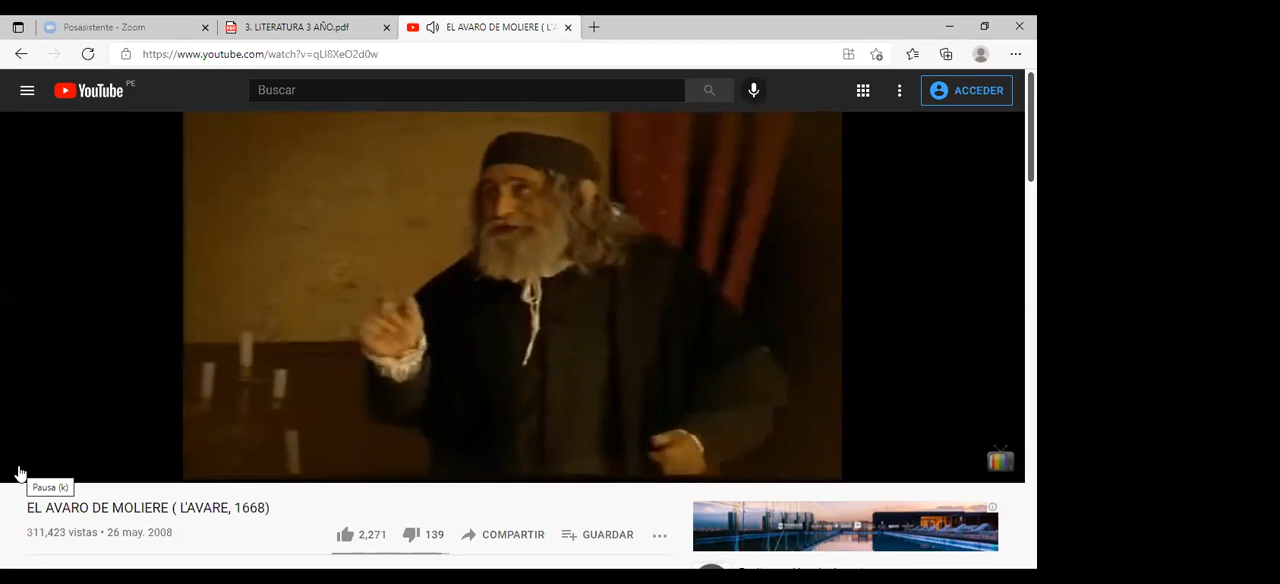 Posasistente - Zoom
3. LITERATURA 3 AÑO.pdf
EL AVARO DE MOLIERE ( L'A
https://www.youtube.com/watch?v=qLl8XeO2d0w
YouTube PE
Buscar
ACCEDER
Pausa (k)
EL AVARO DE MOLIERE ( L'AVARE, 1668)
311,423 vistas • 26 may. 2008
2,271
139
COMPARTIR
GUARDAR